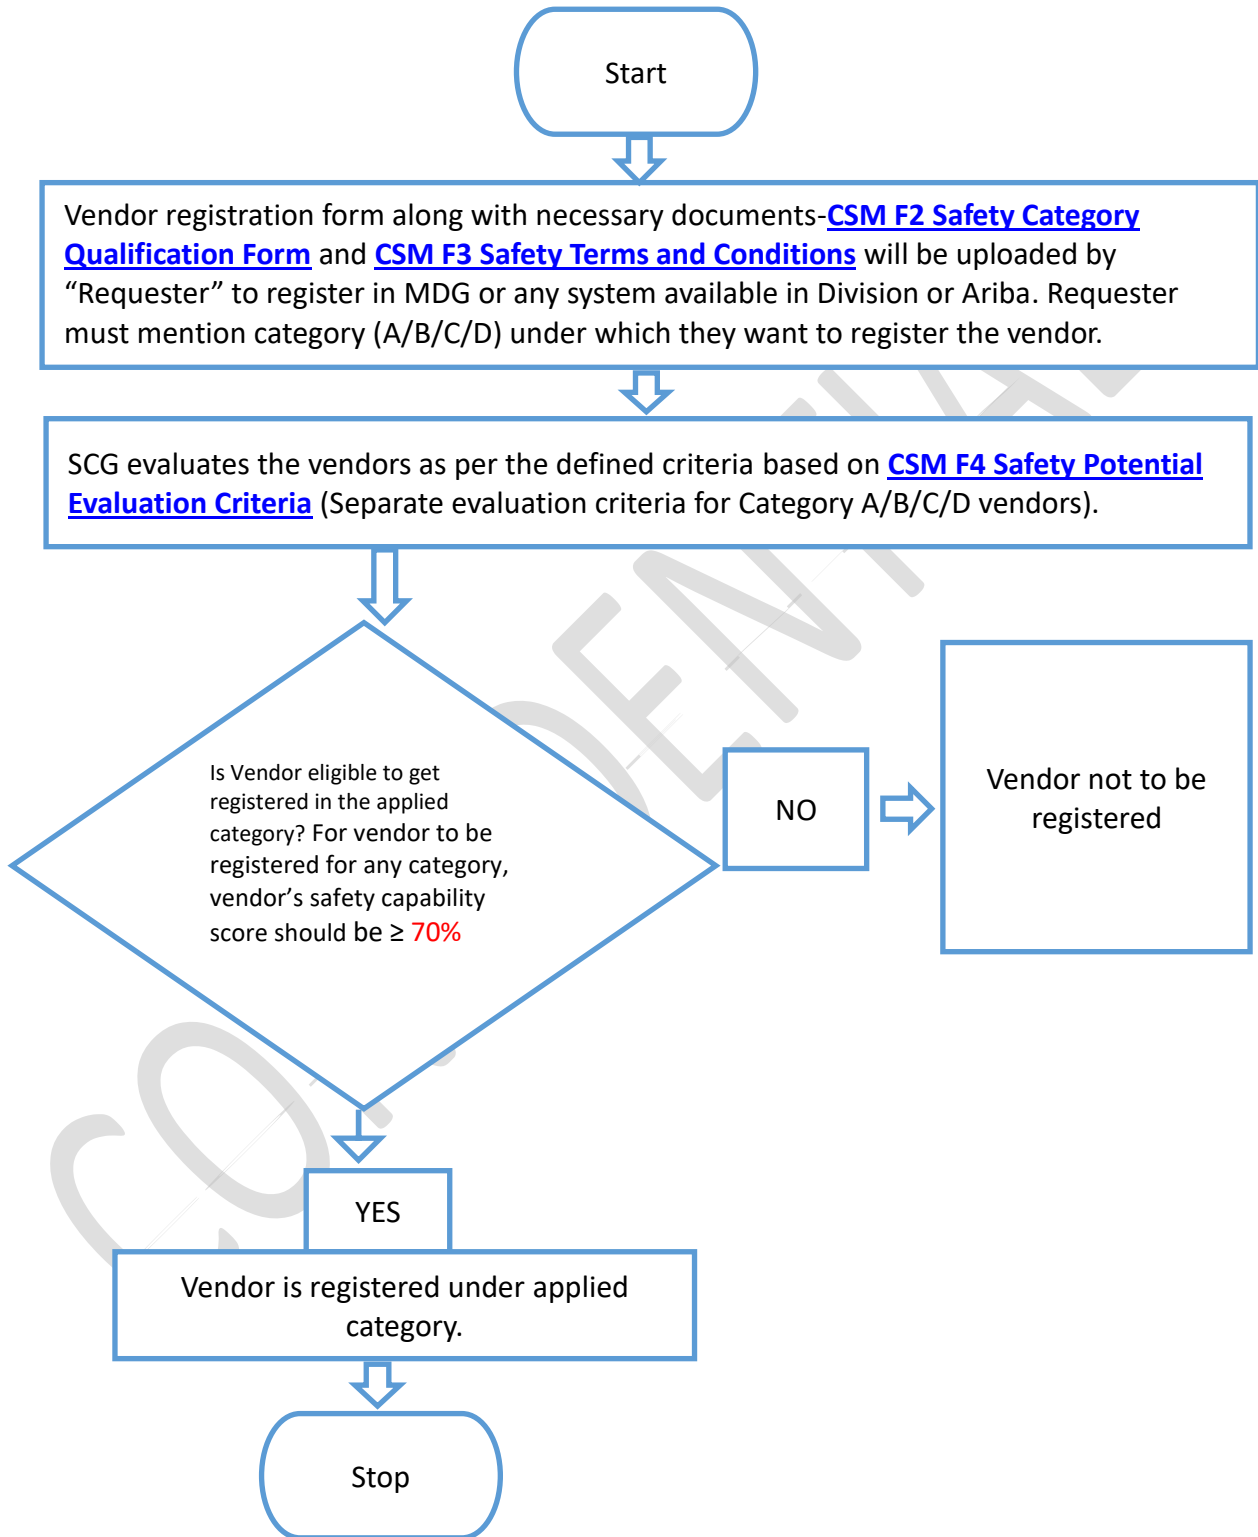 Start
Vendor registration form along with necessary documents-CSM F2 Safety Category
Qualification Form and CSM F3 Safety Terms and Conditions will be uploaded by
“Requester” to register in MDG or any system available in Division or Ariba. Requester
must mention category (A/B/C/D) under which they want to register the vendor.
SCG evaluates the vendors as per the defined criteria based on CSM F4 Safety Potential
Evaluation Criteria (Separate evaluation criteria for Category A/B/C/D vendors).
Is Vendor eligible to get
registered in the applied
category? For vendor to be
registered for any category,
vendor’s safety capability
score should be ≥ 70%
NO
Vendor not to be
registered
YES
Vendor is registered under applied
category.
Stop
CONFIDENTIAL